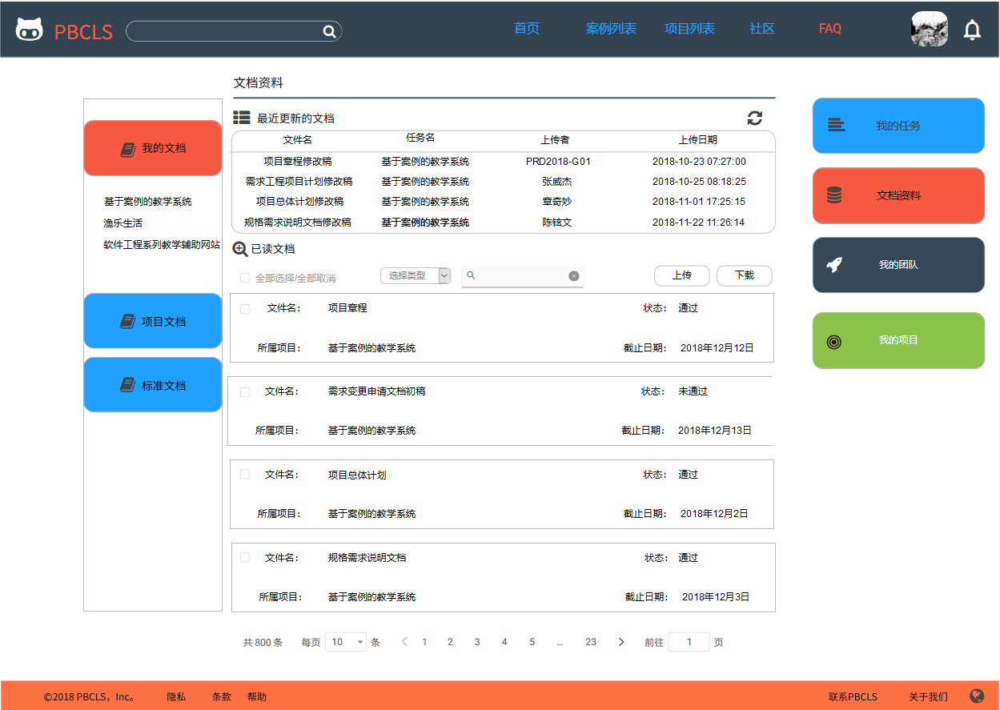 PBCLS 首页 案例列表 项目列表 社区 FAQ
文档资料
最近更新的文档
文件名 任务名 上传者 上传日期
项目章程修改稿 基于案例的教学系统 PRD2018-G01 2018-10-23 07:27:00
需求工程项目计划修改稿 基于案例的教学系统 张威杰 2018-10-25 08:18:25
项目总体计划修改稿 基于案例的教学系统 章奇妙 2018-11-01 17:25:15
规格需求说明文档修改稿 基于案例的教学系统 陈铉文 2018-11-22 11:26:14
我的文档
基于案例的教学系统
渔乐生活
软件工程系列教学辅助网站
项目文档
标准文档
已读文档
全部选择/全部取消 选择类型 上传 下载
文件名： 项目章程 状态： 通过
所属项目： 基于案例的教学系统 截止日期： 2018年12月12日
文件名： 需求变更申请文档初稿 状态： 未通过
所属项目： 基于案例的教学系统 截止日期： 2018年12月13日
文件名： 项目总体计划 状态： 通过
所属项目： 基于案例的教学系统 截止日期： 2018年12月2日
文件名： 规格需求说明文档 状态： 通过
所属项目： 基于案例的教学系统 截止日期： 2018年12月3日
共 800 条 每页 10 条 1 2 3 4 5 ... 23 前往 1 页
我的任务
文档资料
我的团队
我的项目
©2018 PBCLS，Inc。 隐私 条款 帮助 联系PBCLS 关于我们